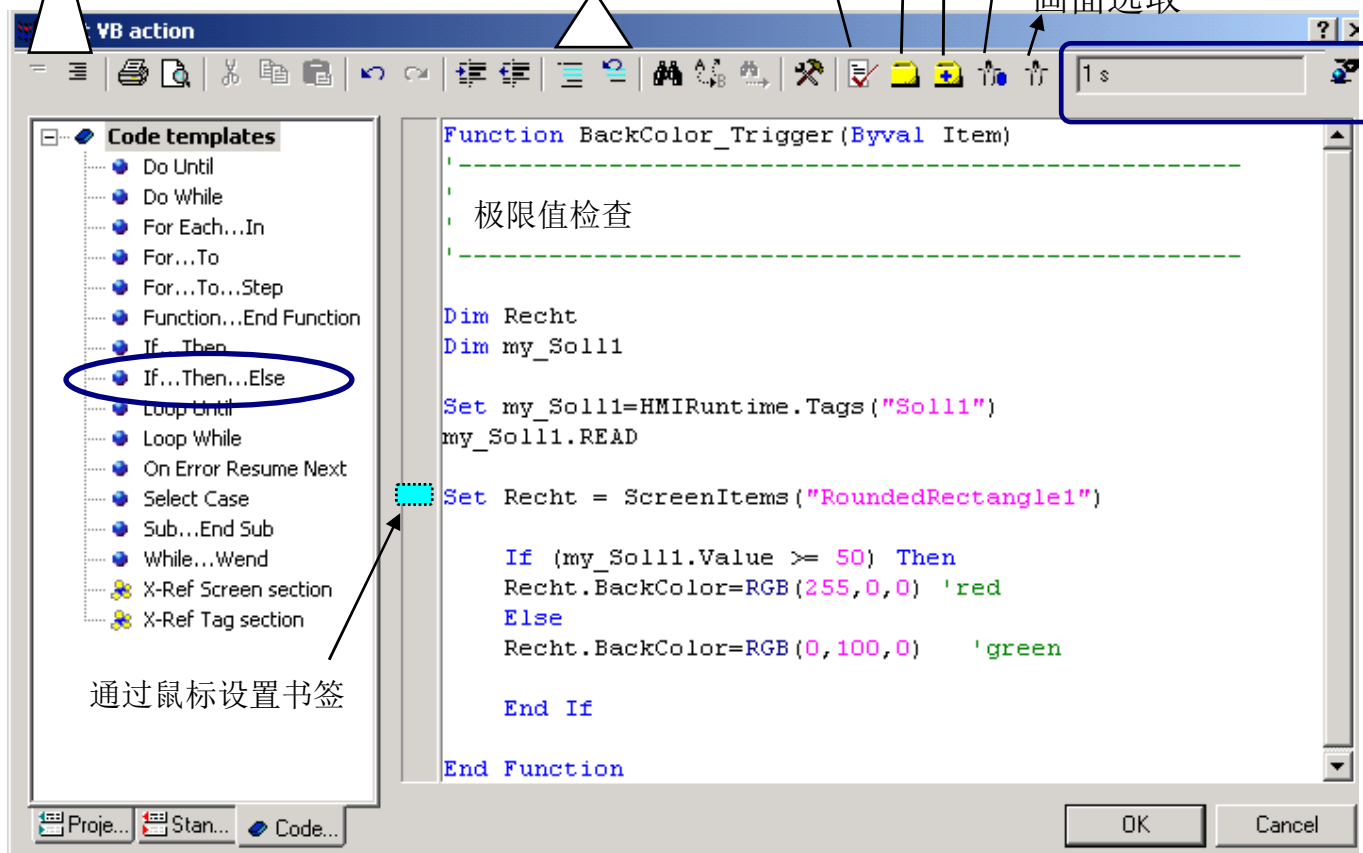 画面选取
VB action
1 s
Code templates
Do Until
Do While
For Each...In
For...To
For...To...Step
Function...End Function
If...Then
If...Then...Else
Loop Until
Loop While
On Error Resume Next
Select Case
Sub...End Sub
While...Wend
X-Ref Screen section
X-Ref Tag section
通过鼠标设置书签
Function BackColor_Trigger(Byval Item)
'----------------------------------------------------
'
' 极限值检查
'----------------------------------------------------
Dim Recht
Dim my_Soll1
Set my_Soll1=HMIRuntime.Tags("Soll1")
my_Soll1.READ
Set Recht = ScreenItems("RoundedRectangle1")
If (my_Soll1.Value >= 50) Then
Recht.BackColor=RGB(255,0,0) 'red
Else
Recht.BackColor=RGB(0,100,0) 'green
End If
End Function
Proje...
Stan...
Code...
OK
Cancel